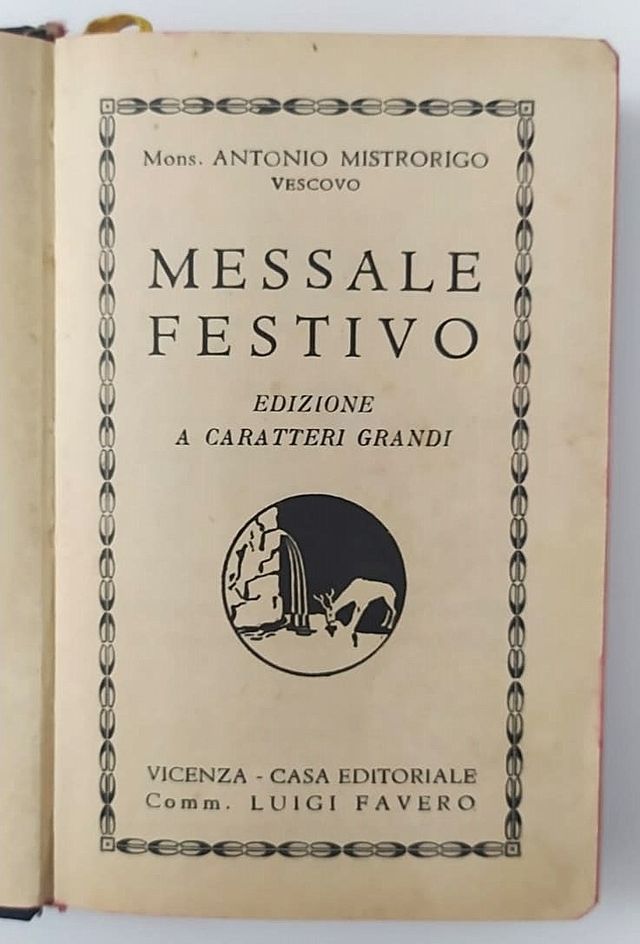 Mons. ANTONIO MISTRORIGO
VESCOVO
MESSALE
FESTIVO
EDIZIONE
A CARATTERI GRANDI
VICENZA - CASA EDITORIALE
Comm. LUIGI FAVERO